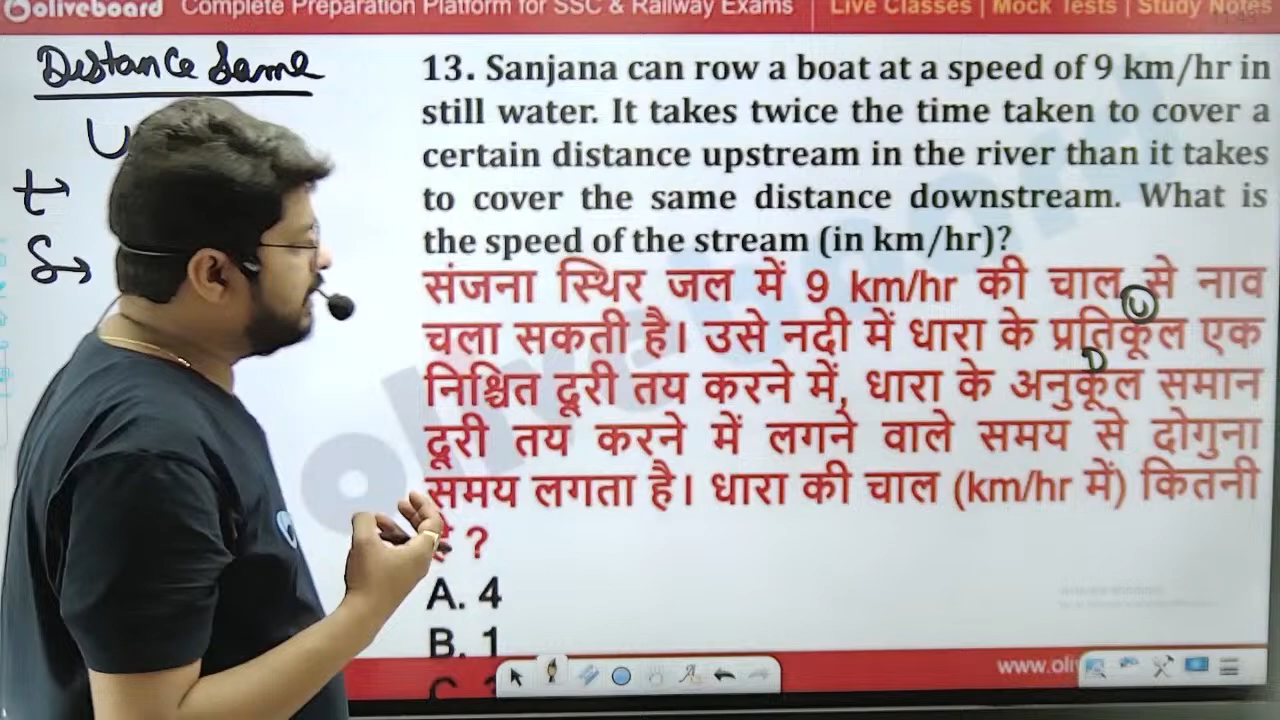 oliveboard Complete Preparation Platform for SSC & Railway Exams Live Classes | Mock Tests | Study Notes
Distance Same
U
t →
S →
13. Sanjana can row a boat at a speed of 9 km/hr in
still water. It takes twice the time taken to cover a
certain distance upstream in the river than it takes
to cover the same distance downstream. What is
the speed of the stream (in km/hr)?
संजना स्थिर जल में 9 km/hr की चाल से नाव
U
चला सकती है। उसे नदी में धारा के प्रतिकूल एक
D
निश्चित दूरी तय करने में, धारा के अनुकूल समान
दूरी तय करने में लगने वाले समय से दोगुना
समय लगता है। धारा की चाल (km/hr में) कितनी
है ?
A. 4
B. 1
C.
www.oli